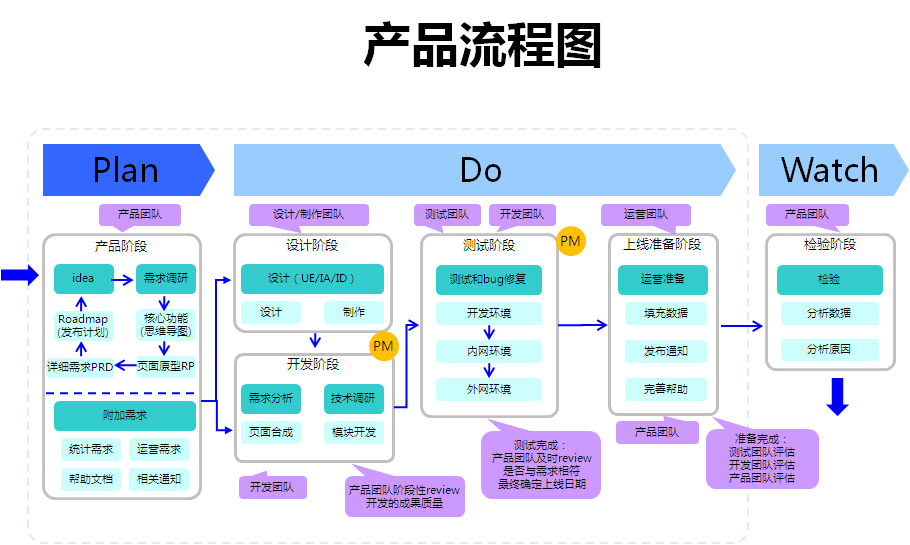 产品流程图
Plan
Do
Watch
产品团队
设计/制作团队
测试团队
开发团队
运营团队
产品团队
产品阶段
idea
需求调研
Roadmap
(发布计划)
核心功能
(思维导图)
详细需求PRD
页面原型RP
附加需求
统计需求
运营需求
帮助文档
相关通知
设计阶段
设计（UE/IA/ID）
设计
制作
PM
开发阶段
需求分析
技术调研
页面合成
模块开发
开发团队
产品团队阶段性review
开发的成果质量
测试阶段
PM
测试和bug修复
开发环境
内网环境
外网环境
测试完成：
产品团队及时review
是否与需求相符
最终确定上线日期
上线准备阶段
运营准备
填充数据
发布通知
完善帮助
产品团队
准备完成：
测试团队评估
开发团队评估
产品团队评估
检验阶段
检验
分析数据
分析原因